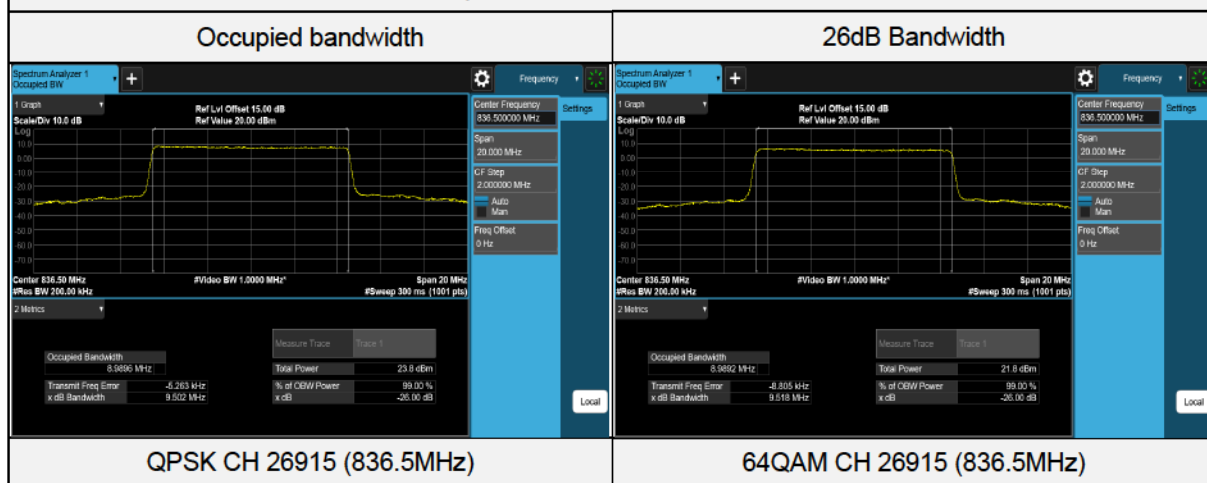 Occupied bandwidth
26dB Bandwidth
Spectrum Analyzer 1
Occupied BW
+
Frequency
1 Graph
Scale/Div 10.0 dB
Ref Lvl Offset 15.00 dB
Ref Value 20.00 dBm
Log
10.0
0.00
-10.0
-20.0
-30.0
-40.0
-50.0
-60.0
-70.0
Center 836.50 MHz
#Res BW 200.00 kHz
#Video BW 1.0000 MHz*
Span 20 MHz
#Sweep 300 ms (1001 pts)
Center Frequency
836.500000 MHz
Settings
Span
20.000 MHz
CF Step
2.000000 MHz
Auto
Man
Freq Offset
0 Hz
Local
2 Metrics
Measure Trace Trace 1
Occupied Bandwidth
8.9896 MHz
Total Power 23.8 dBm
Transmit Freq Error -5.263 kHz
% of OBW Power 99.00 %
x dB Bandwidth 9.502 MHz
x dB -26.00 dB
Spectrum Analyzer 1
Occupied BW
+
Frequency
1 Graph
Scale/Div 10.0 dB
Ref Lvl Offset 15.00 dB
Ref Value 20.00 dBm
Log
10.0
0.00
-10.0
-20.0
-30.0
-40.0
-50.0
-60.0
-70.0
Center 836.50 MHz
#Res BW 200.00 kHz
#Video BW 1.0000 MHz*
Span 20 MHz
#Sweep 300 ms (1001 pts)
Center Frequency
836.500000 MHz
Settings
Span
20.000 MHz
CF Step
2.000000 MHz
Auto
Man
Freq Offset
0 Hz
Local
2 Metrics
Measure Trace Trace 1
Occupied Bandwidth
8.9892 MHz
Total Power 21.8 dBm
Transmit Freq Error -8.805 kHz
% of OBW Power 99.00 %
x dB Bandwidth 9.518 MHz
x dB -26.00 dB
QPSK CH 26915 (836.5MHz)
64QAM CH 26915 (836.5MHz)